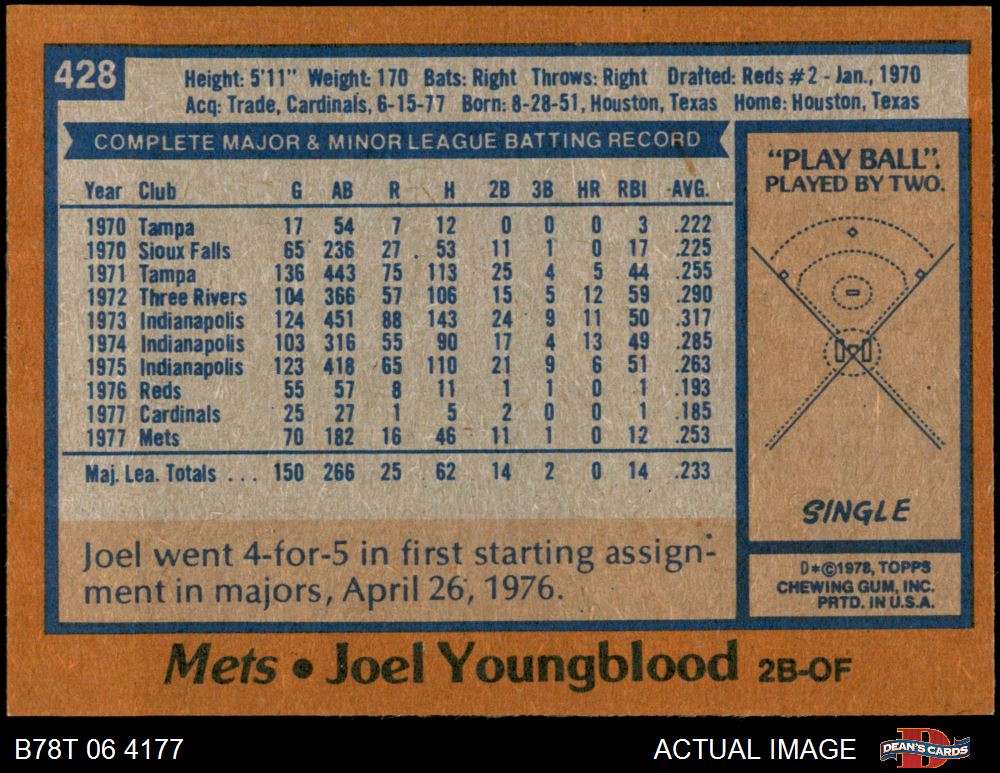 428
Height: 5'11" Weight: 170 Bats: Right Throws: Right Drafted: Reds #2 - Jan., 1970
Acq: Trade, Cardinals, 6-15-77 Born: 8-28-51, Houston, Texas Home: Houston, Texas
COMPLETE MAJOR & MINOR LEAGUE BATTING RECORD
Year Club G AB R H 2B 3B HR RBI AVG.
1970 Tampa 17 54 7 12 0 0 0 3 .222
1970 Sioux Falls 65 236 27 53 11 1 0 17 .225
1971 Tampa 136 443 75 113 25 4 5 44 .255
1972 Three Rivers 104 366 57 106 15 5 12 59 .290
1973 Indianapolis 124 451 88 143 24 9 11 50 .317
1974 Indianapolis 103 316 55 90 17 4 13 49 .285
1975 Indianapolis 123 418 65 110 21 9 6 51 .263
1976 Reds 55 57 8 11 1 1 0 1 .193
1977 Cardinals 25 27 1 5 2 0 0 1 .185
1977 Mets 70 182 16 46 11 1 0 12 .253
Maj. Lea. Totals . . . 150 266 25 62 14 2 0 14 .233
Joel went 4-for-5 in first starting assign-
ment in majors, April 26, 1976.
"PLAY BALL".
PLAYED BY TWO.
SINGLE
D*©1978, TOPPS
CHEWING GUM, INC.
PRTD. IN U.S.A.
Mets • Joel Youngblood 2B-OF
B78T 06 4177
ACTUAL IMAGE
DEAN'S CARDS